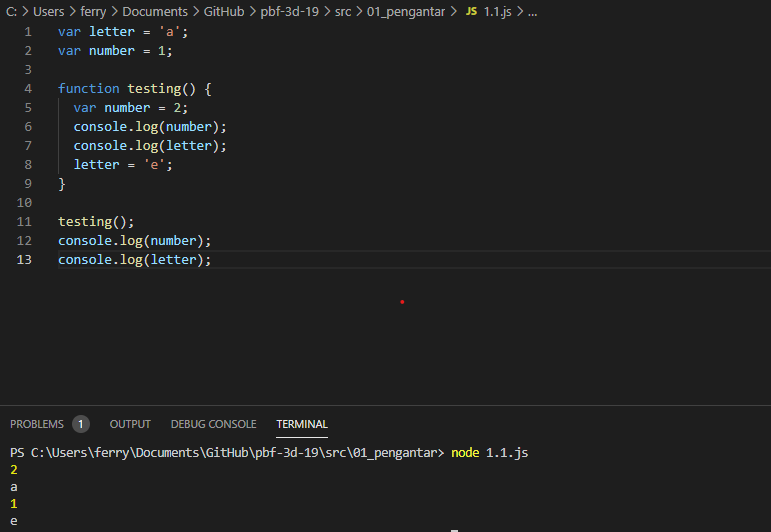 C: > Users > ferry > Documents > GitHub > pbf-3d-19 > src > 01_pengantar > JS 1.1.js > ...
1 var letter = 'a';
2 var number = 1;
3
4 function testing() {
5   var number = 2;
6   console.log(number);
7   console.log(letter);
8   letter = 'e';
9 }
10
11 testing();
12 console.log(number);
13 console.log(letter);
PROBLEMS 1 OUTPUT DEBUG CONSOLE TERMINAL
PS C:\Users\ferry\Documents\GitHub\pbf-3d-19\src\01_pengantar> node 1.1.js
2
a
1
e